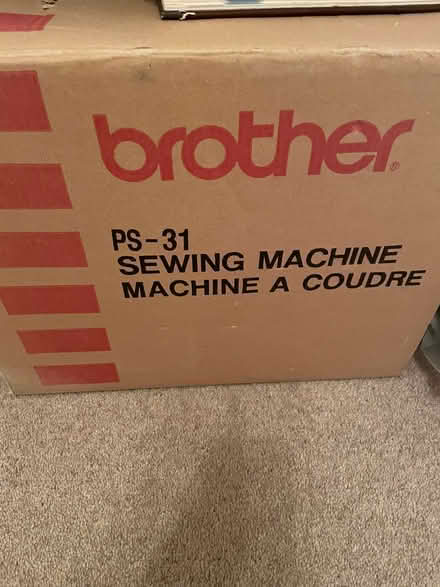 brother®
PS-31
SEWING MACHINE
MACHINE A COUDRE